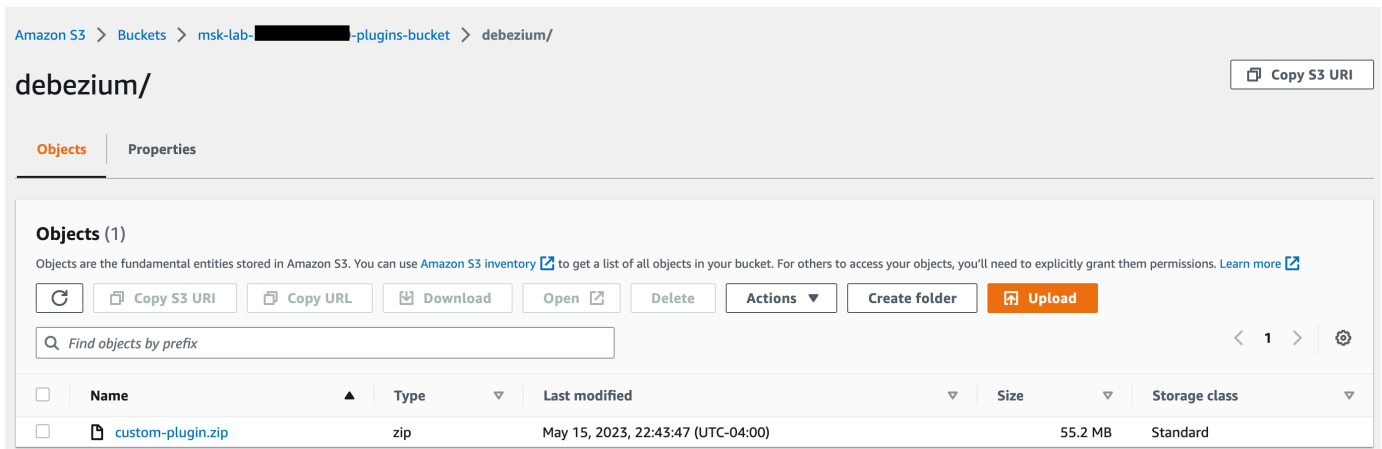 Amazon S3 > Buckets > msk-lab- -plugins-bucket > debezium/
debezium/
Copy S3 URI
Objects
Properties
Objects (1)
Objects are the fundamental entities stored in Amazon S3. You can use Amazon S3 inventory to get a list of all objects in your bucket. For others to access your objects, you'll need to explicitly grant them permissions. Learn more
Copy S3 URI Copy URL Download Open Delete Actions Create folder Upload
Find objects by prefix
1
Name Type Last modified Size Storage class
custom-plugin.zip zip May 15, 2023, 22:43:47 (UTC-04:00) 55.2 MB Standard